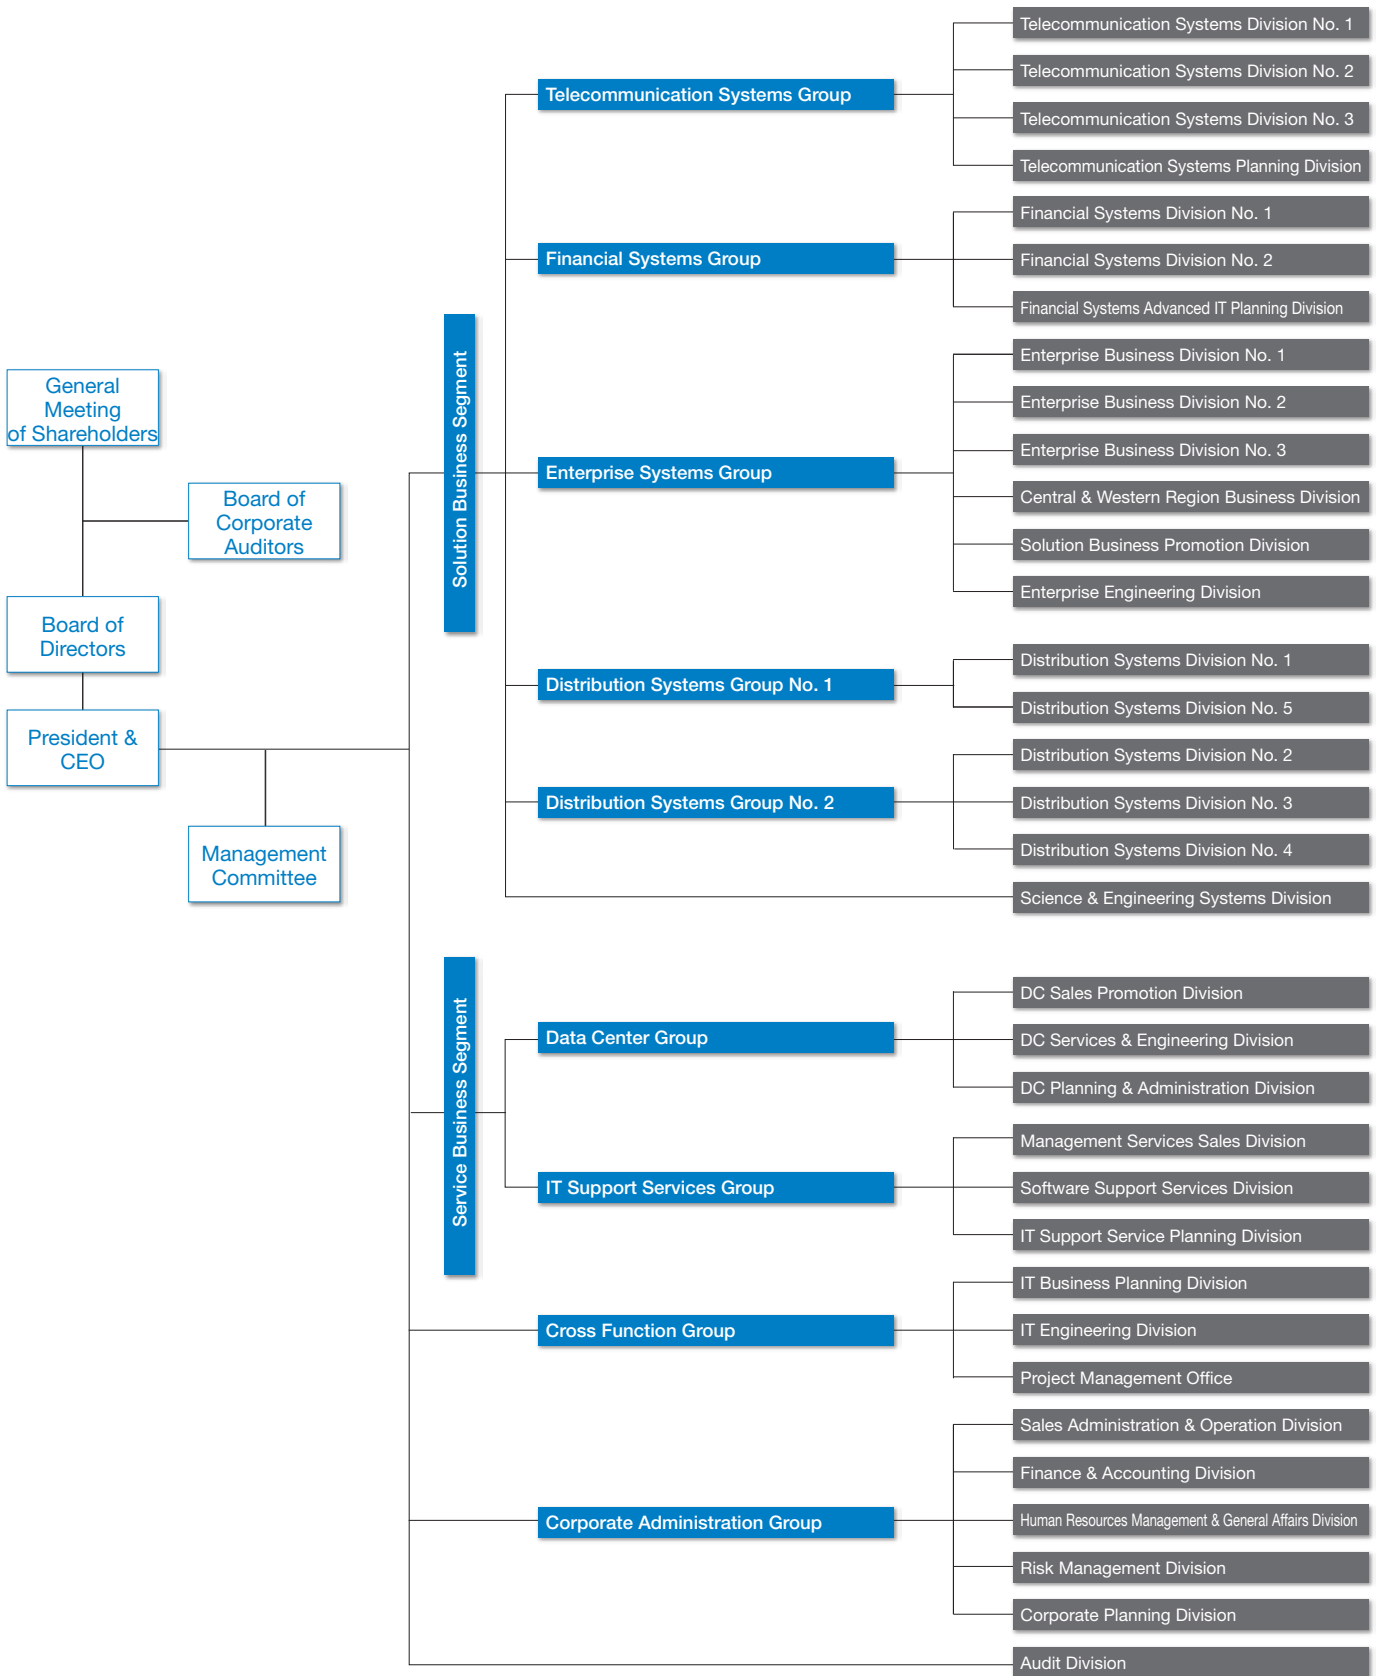 General
Meeting
of Shareholders
Board of
Corporate
Auditors
Board of
Directors
President &
CEO
Management
Committee
Solution Business Segment
Telecommunication Systems Group
Telecommunication Systems Division No. 1
Telecommunication Systems Division No. 2
Telecommunication Systems Division No. 3
Telecommunication Systems Planning Division
Financial Systems Group
Financial Systems Division No. 1
Financial Systems Division No. 2
Financial Systems Advanced IT Planning Division
Enterprise Systems Group
Enterprise Business Division No. 1
Enterprise Business Division No. 2
Enterprise Business Division No. 3
Central & Western Region Business Division
Solution Business Promotion Division
Enterprise Engineering Division
Distribution Systems Group No. 1
Distribution Systems Division No. 1
Distribution Systems Division No. 5
Distribution Systems Group No. 2
Distribution Systems Division No. 2
Distribution Systems Division No. 3
Distribution Systems Division No. 4
Science & Engineering Systems Division
Service Business Segment
Data Center Group
DC Sales Promotion Division
DC Services & Engineering Division
DC Planning & Administration Division
IT Support Services Group
Management Services Sales Division
Software Support Services Division
IT Support Service Planning Division
Cross Function Group
IT Business Planning Division
IT Engineering Division
Project Management Office
Corporate Administration Group
Sales Administration & Operation Division
Finance & Accounting Division
Human Resources Management & General Affairs Division
Risk Management Division
Corporate Planning Division
Audit Division